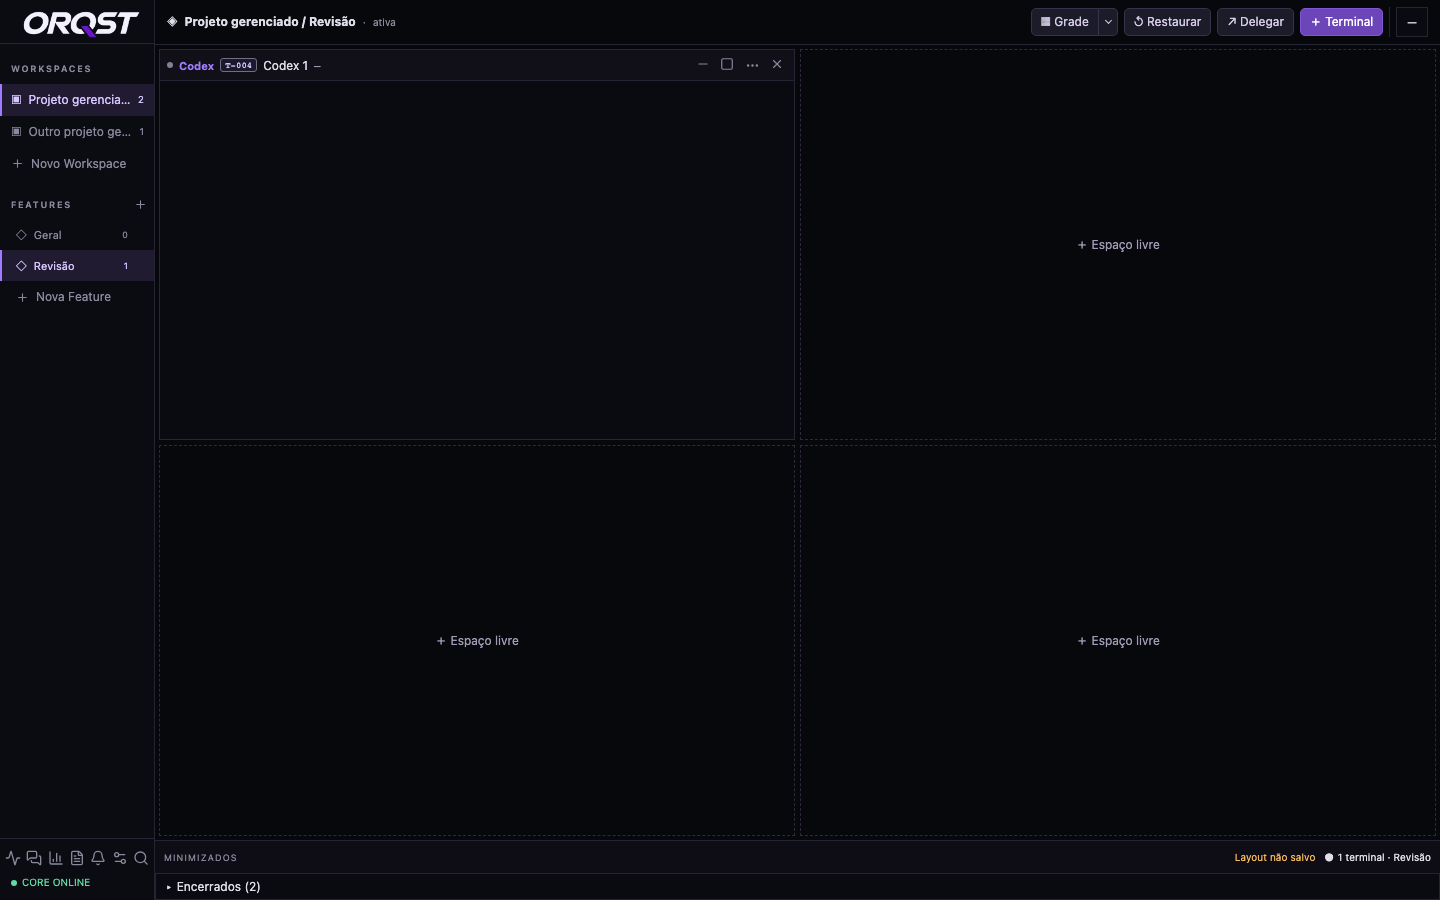 ORQST
Projeto gerenciado / Revisão · ativa
Grade
Restaurar
Delegar
+ Terminal
WORKSPACES
Projeto gerencia... 2
Outro projeto ge... 1
+ Novo Workspace
FEATURES +
Geral 0
Revisão 1
+ Nova Feature
CORE ONLINE
Codex T-004 Codex 1 –
+ Espaço livre
+ Espaço livre
+ Espaço livre
MINIMIZADOS
Layout não salvo
1 terminal · Revisão
Encerrados (2)